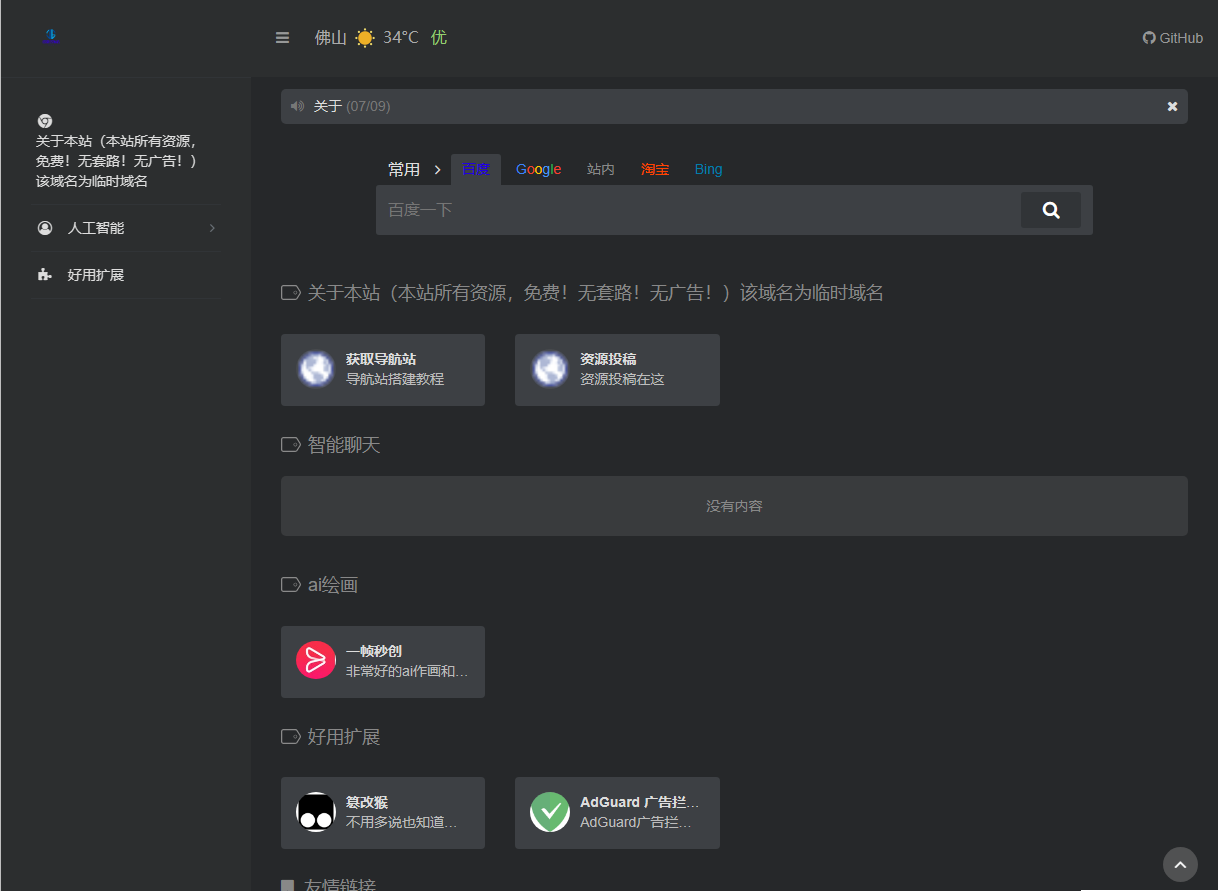 佛山 34°C 优
GitHub
关于 (07/09)
关于本站（本站所有资源，
免费！无套路！无广告！）
该域名为临时域名
人工智能
好用扩展
常用 百度 Google 站内 淘宝 Bing
百度一下
关于本站（本站所有资源，免费！无套路！无广告！）该域名为临时域名
获取导航站
导航站搭建教程
资源投稿
资源投稿在这
智能聊天
没有内容
ai绘画
一帧秒创
非常好的ai作画和...
好用扩展
篡改猴
不用多说也知道...
AdGuard 广告拦...
AdGuard广告拦...
友情链接